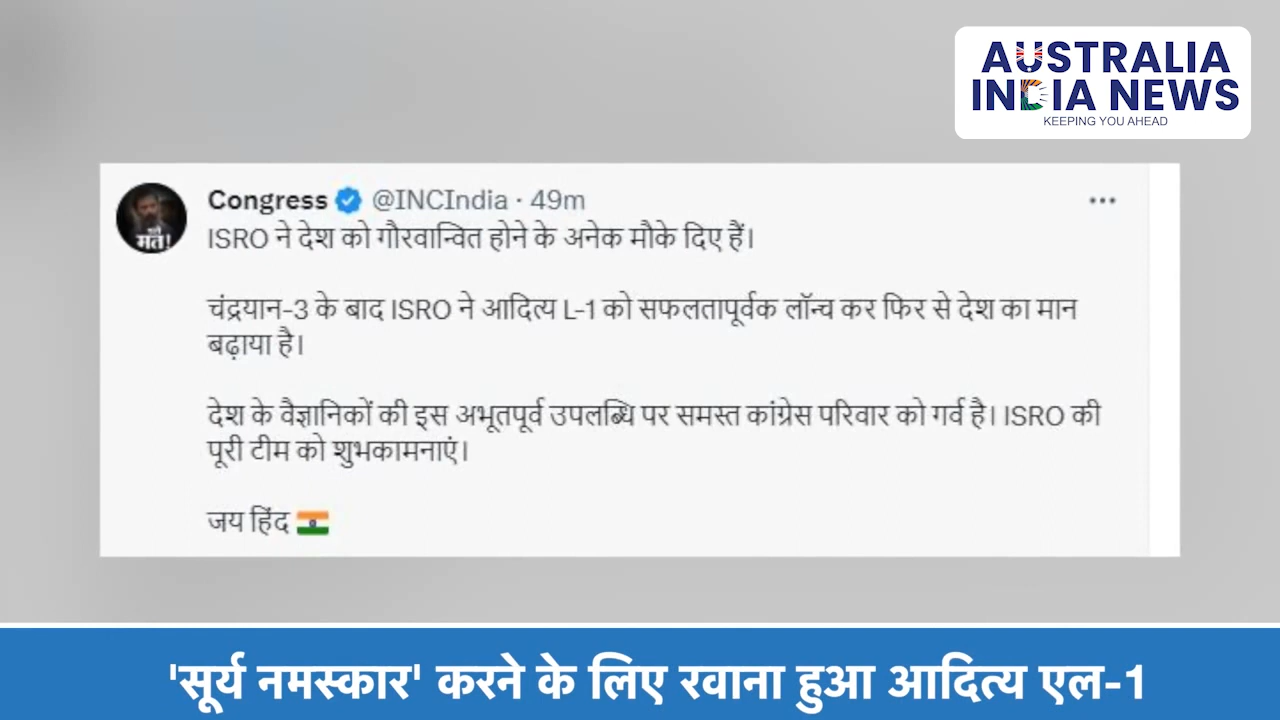 AUSTRALIA
INDIA NEWS
KEEPING YOU AHEAD
Congress @INCIndia · 49m
ISRO ने देश को गौरवान्वित होने के अनेक मौके दिए हैं।
चंद्रयान-3 के बाद ISRO ने आदित्य L-1 को सफलतापूर्वक लॉन्च कर फिर से देश का मान
बढ़ाया है।
देश के वैज्ञानिकों की इस अभूतपूर्व उपलब्धि पर समस्त कांग्रेस परिवार को गर्व है। ISRO की
पूरी टीम को शुभकामनाएं।
जय हिंद
मत!
'सूर्य नमस्कार' करने के लिए रवाना हुआ आदित्य एल-1